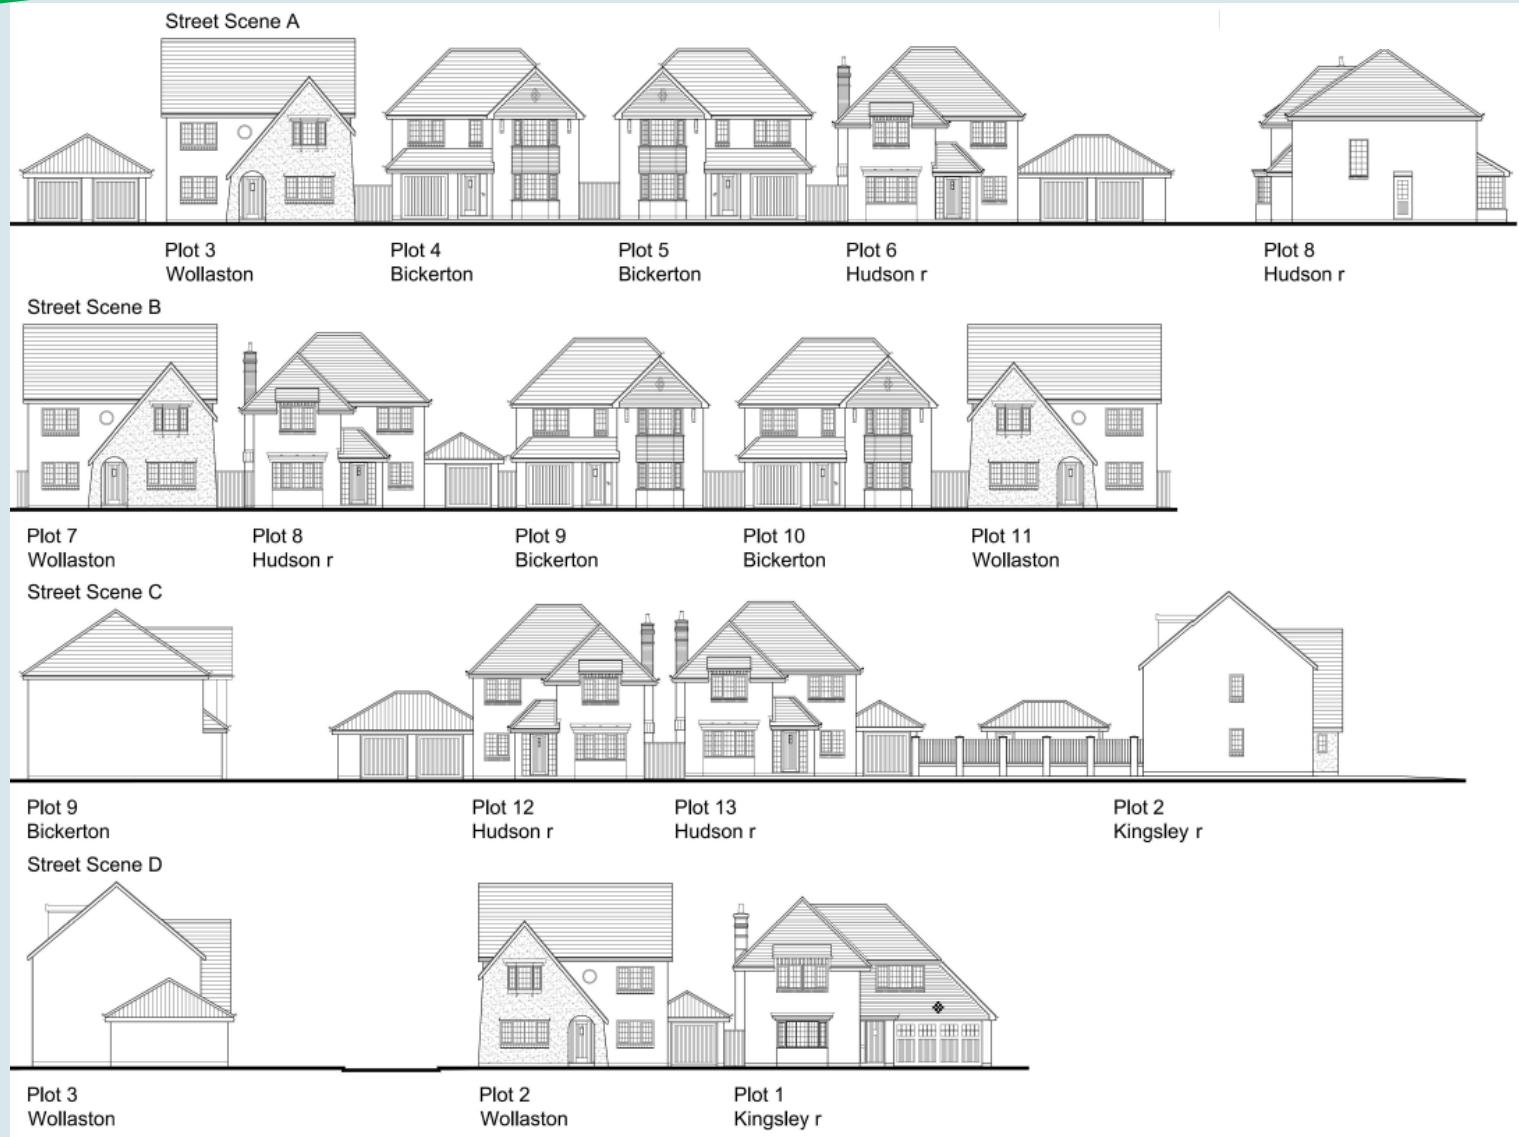 Street Scene A
Plot 3
Wollaston
Plot 4
Bickerton
Plot 5
Bickerton
Plot 6
Hudson r
Plot 8
Hudson r
Street Scene B
Plot 7
Wollaston
Plot 8
Hudson r
Plot 9
Bickerton
Plot 10
Bickerton
Plot 11
Wollaston
Street Scene C
Plot 9
Bickerton
Plot 12
Hudson r
Plot 13
Hudson r
Plot 2
Kingsley r
Street Scene D
Plot 3
Wollaston
Plot 2
Wollaston
Plot 1
Kingsley r